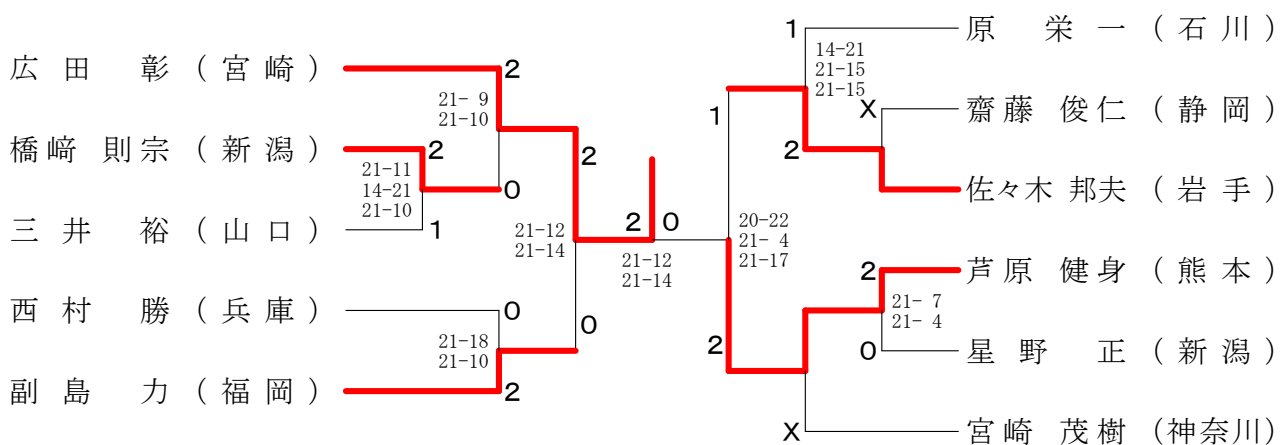 広 田 彰 ( 宮 崎 )
2
21- 9
21-10
橋﨑 則宗 ( 新 潟 )
2
21-11
14-21
21-10
0
三 井 裕 ( 山 口 )
1
2
21-12
21-14
西 村 勝 ( 兵 庫 )
0
21-18
21-10
0
副 島 力 ( 福 岡 )
2
2
0
21-12
21-14
1
原 栄 一 ( 石 川 )
14-21
21-15
21-15
X
齋藤 俊仁 ( 静 岡 )
1
2
佐々木 邦夫 ( 岩 手 )
20-22
21- 4
21-17
2
芦原 健身 ( 熊 本 )
21- 7
21- 4
2
0
星 野 正 ( 新 潟 )
X
宮崎 茂樹 (神奈川)